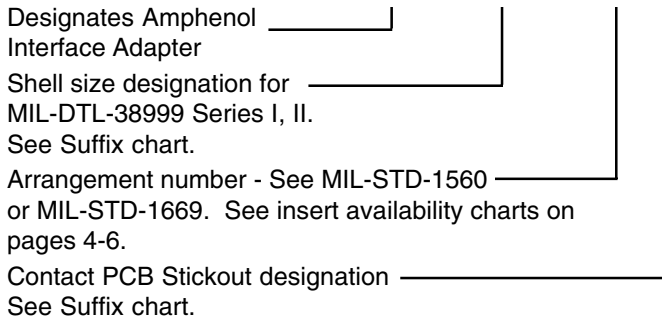 Designates Amphenol
Interface Adapter
Shell size designation for
MIL-DTL-38999 Series I, II.
See Suffix chart.
Arrangement number - See MIL-STD-1560
or MIL-STD-1669. See insert availability charts on
pages 4-6.
Contact PCB Stickout designation
See Suffix chart.